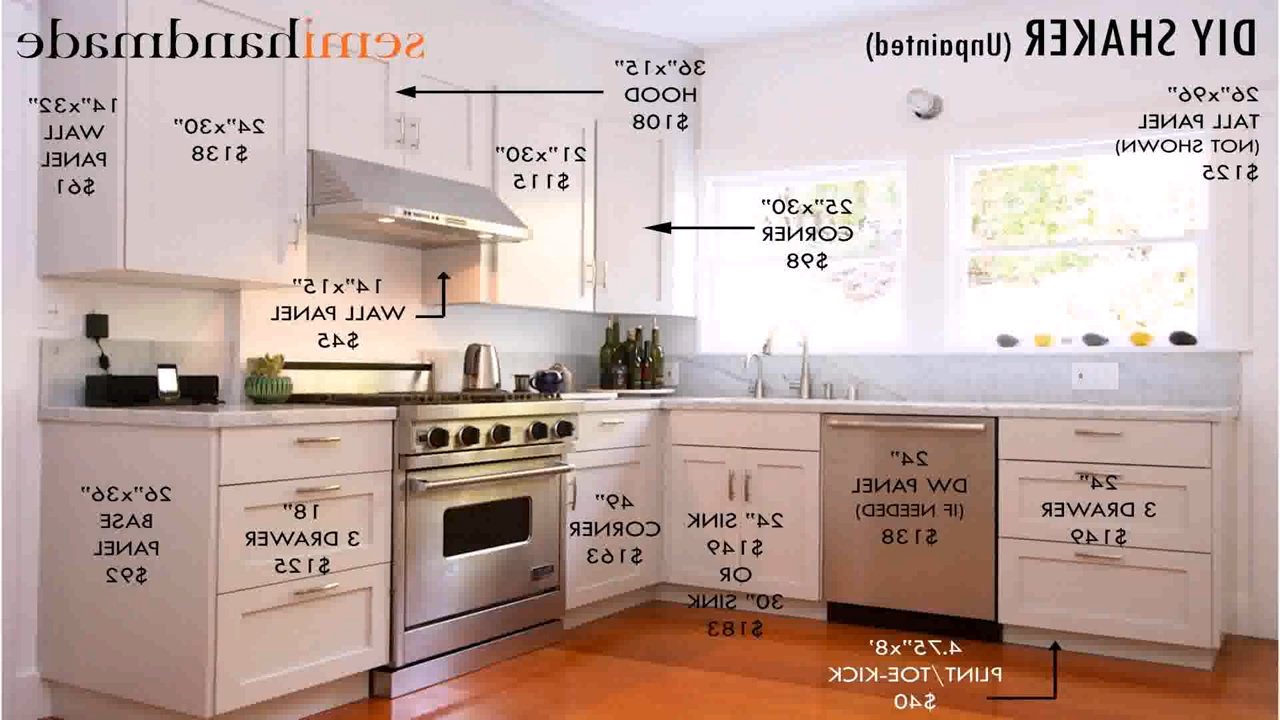 DIY SHAKER (Unpainted)
semihandmade
26"x96"
TALL PANEL
(NOT SHOWN)
$125
36"x15"
HOOD
$108
14"x32"
WALL
PANEL
$61
24"x30"
$138
21"x30"
$115
25"x30"
CORNER
$98
14"x15"
WALL PANEL
$45
24"
3 DRAWER
$149
24"
DW PANEL
(IF NEEDED)
$138
24" SINK
$149
OR
30" SINK
$183
49"
CORNER
$163
18"
3 DRAWER
$125
26"x36"
BASE
PANEL
$92
4.75"x8'
PLINT/TOE-KICK
$40